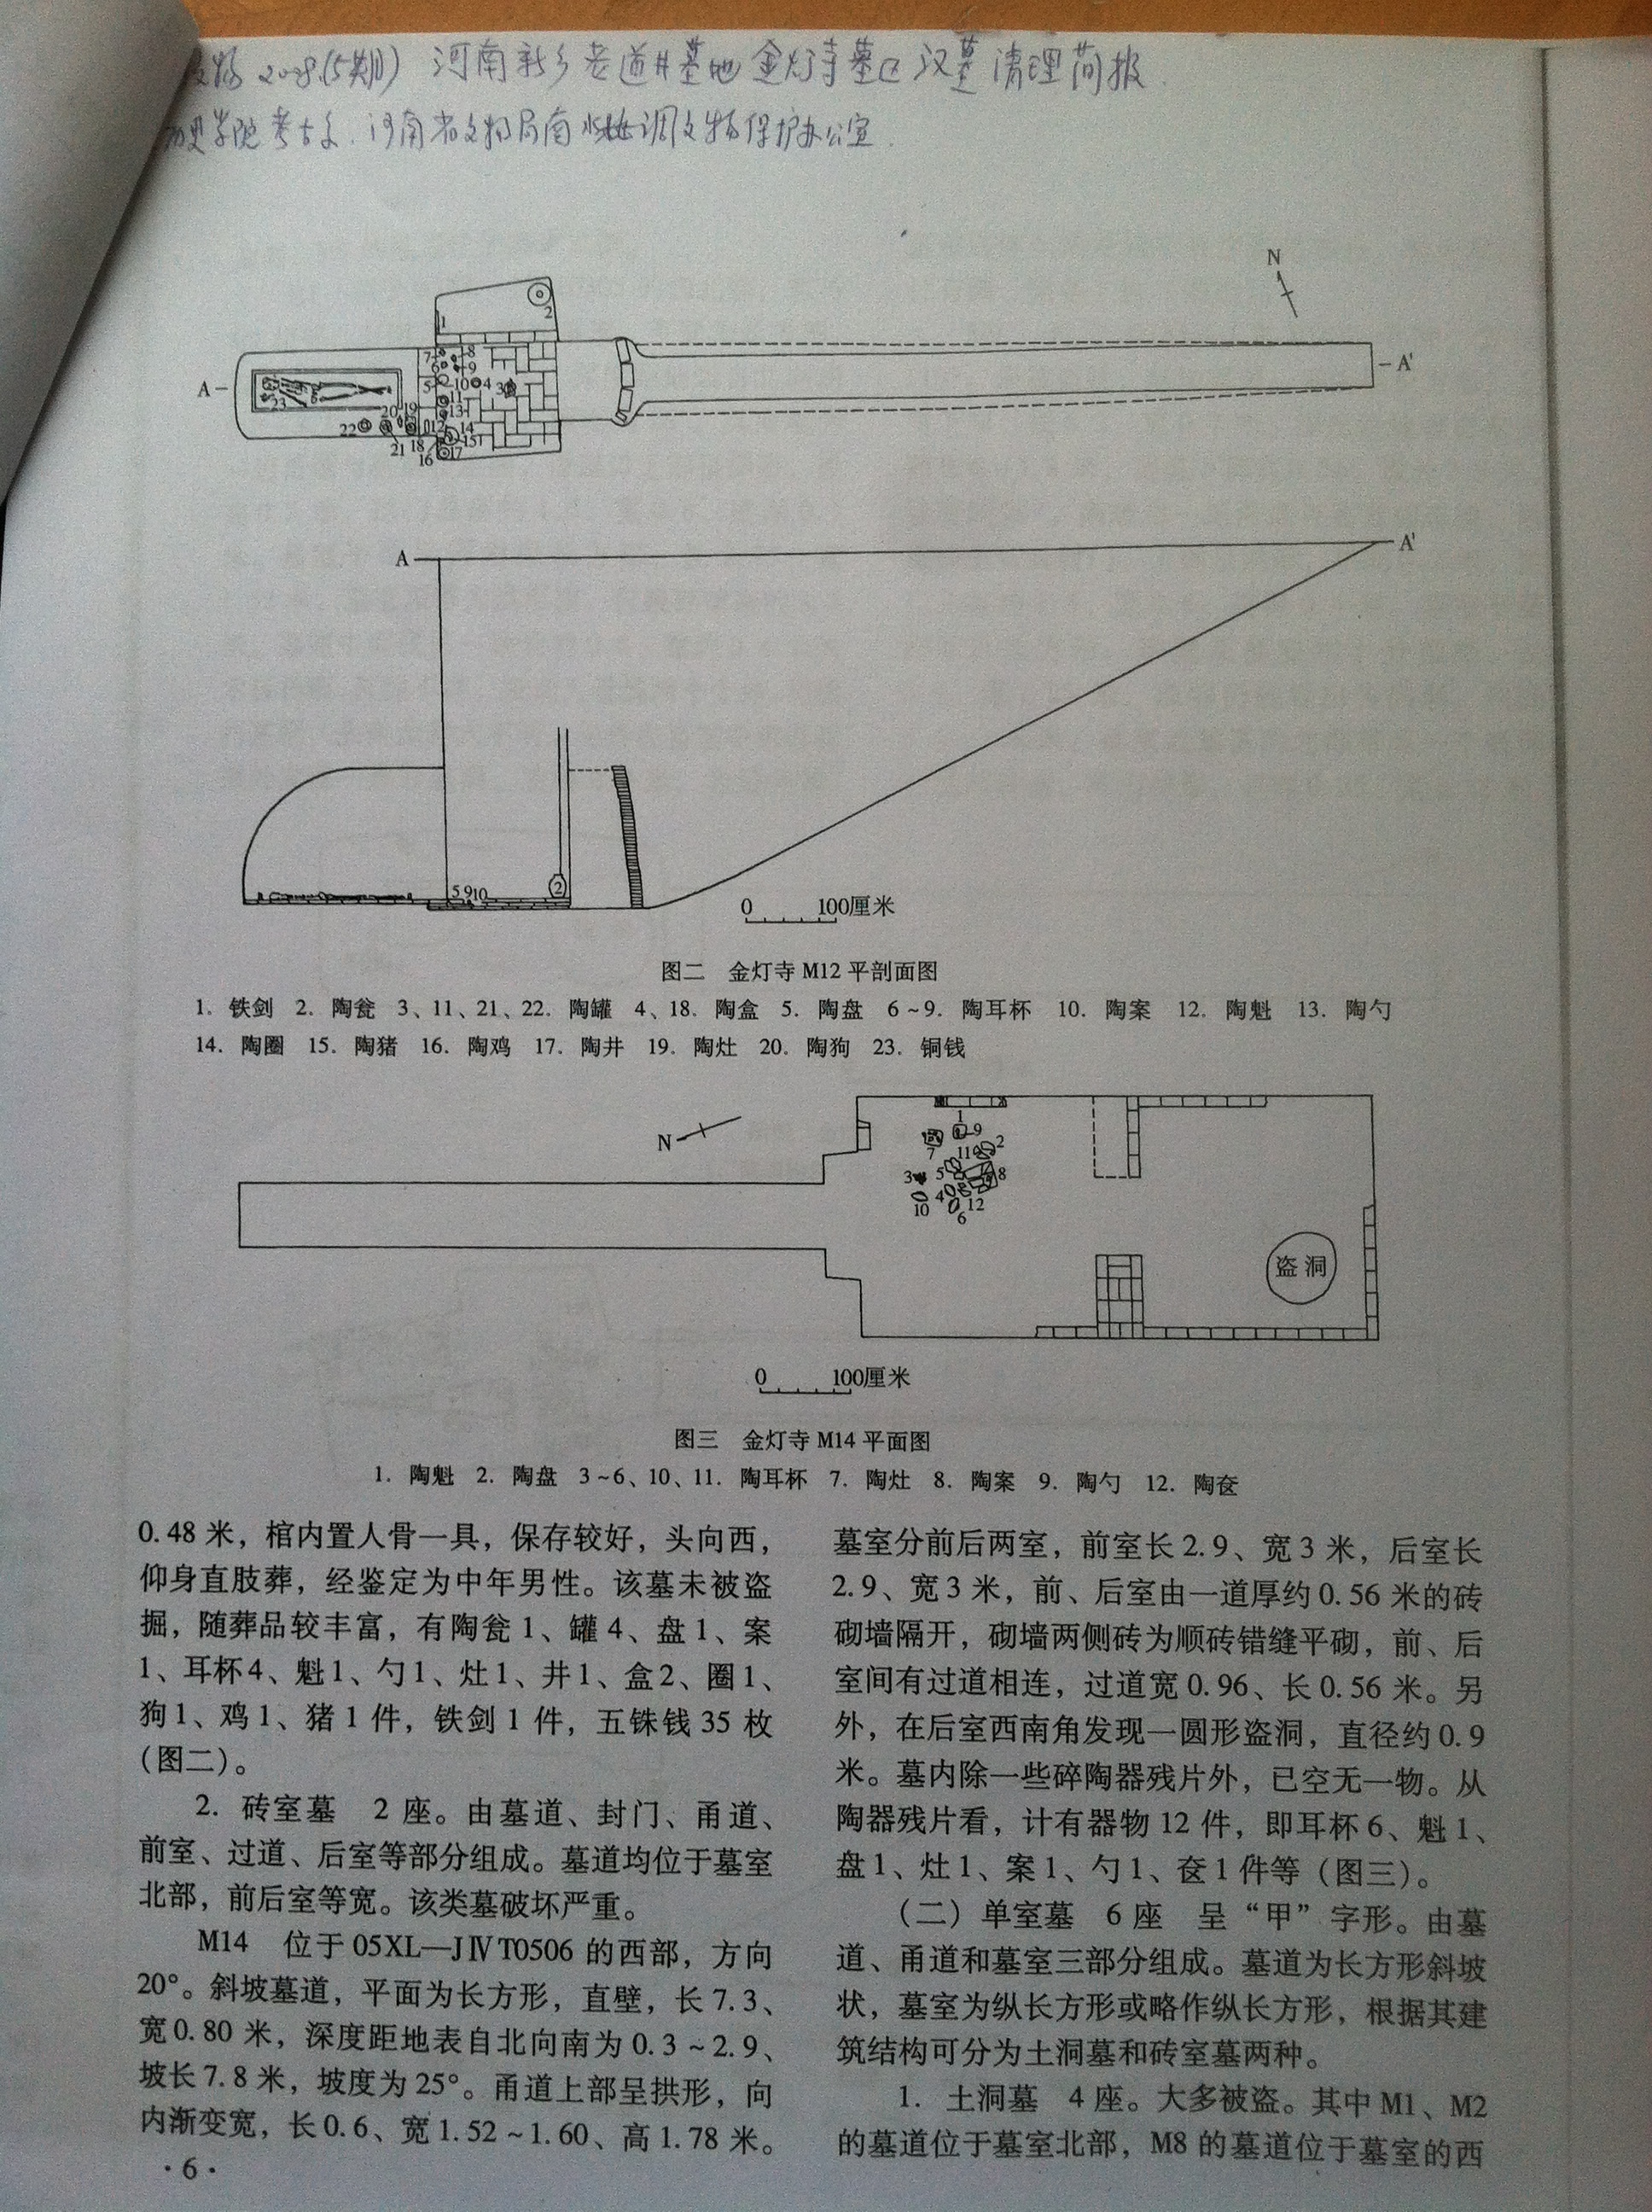 2008(5期) 河南新乡老道井墓地金灯寺墓区汉墓清理简报
历史学院考古系.河南省文物局南水北调文物保护办公室
N
1
2
7
8
6
9
5
10
4
3
A
A'
11
13
23
20
19
22
12
14
15
21
18
16
17
A
A'
5 9 10
2
0 100厘米
图二 金灯寺 M12 平剖面图
1. 铁剑 2. 陶瓮 3、11、21、22. 陶罐 4、18. 陶盒 5. 陶盘 6~9. 陶耳杯 10. 陶案 12. 陶魁 13. 陶勺
14. 陶圈 15. 陶猪 16. 陶鸡 17. 陶井 19. 陶灶 20. 陶狗 23. 铜钱
N
1
9
2
7
11
3
5
8
4
10
12
6
盗洞
0 100厘米
图三 金灯寺 M14 平面图
1. 陶魁 2. 陶盘 3~6、10、11. 陶耳杯 7. 陶灶 8. 陶案 9. 陶勺 12. 陶奁
0.48 米，棺内置人骨一具，保存较好，头向西，
仰身直肢葬，经鉴定为中年男性。该墓未被盗
掘，随葬品较丰富，有陶瓮 1、罐 4、盘 1、案
1、耳杯 4、魁 1、勺 1、灶 1、井 1、盒 2、圈 1、
狗 1、鸡 1、猪 1 件，铁剑 1 件，五铢钱 35 枚
（图二）。
2. 砖室墓 2 座。由墓道、封门、甬道、
前室、过道、后室等部分组成。墓道均位于墓室
北部，前后室等宽。该类墓破坏严重。
M14 位于 05XL—JⅣT0506 的西部，方向
20°。斜坡墓道，平面为长方形，直壁，长 7.3、
宽 0.80 米，深度距地表自北向南为 0.3~2.9、
坡长 7.8 米，坡度为 25°。甬道上部呈拱形，向
内渐变宽，长 0.6、宽 1.52~1.60、高 1.78 米。
·6·
墓室分前后两室，前室长 2.9、宽 3 米，后室长
2.9、宽 3 米，前、后室由一道厚约 0.56 米的砖
砌墙隔开，砌墙两侧砖为顺砖错缝平砌，前、后
室间有过道相连，过道宽 0.96、长 0.56 米。另
外，在后室西南角发现一圆形盗洞，直径约 0.9
米。墓内除一些碎陶器残片外，已空无一物。从
陶器残片看，计有器物 12 件，即耳杯 6、魁 1、
盘 1、灶 1、案 1、勺 1、奁 1 件等（图三）。
（二）单室墓 6 座 呈“甲”字形。由墓
道、甬道和墓室三部分组成。墓道为长方形斜坡
状，墓室为纵长方形或略作纵长方形，根据其建
筑结构可分为土洞墓和砖室墓两种。
1. 土洞墓 4 座。大多被盗。其中 M1、M2
的墓道位于墓室北部，M8 的墓道位于墓室的西